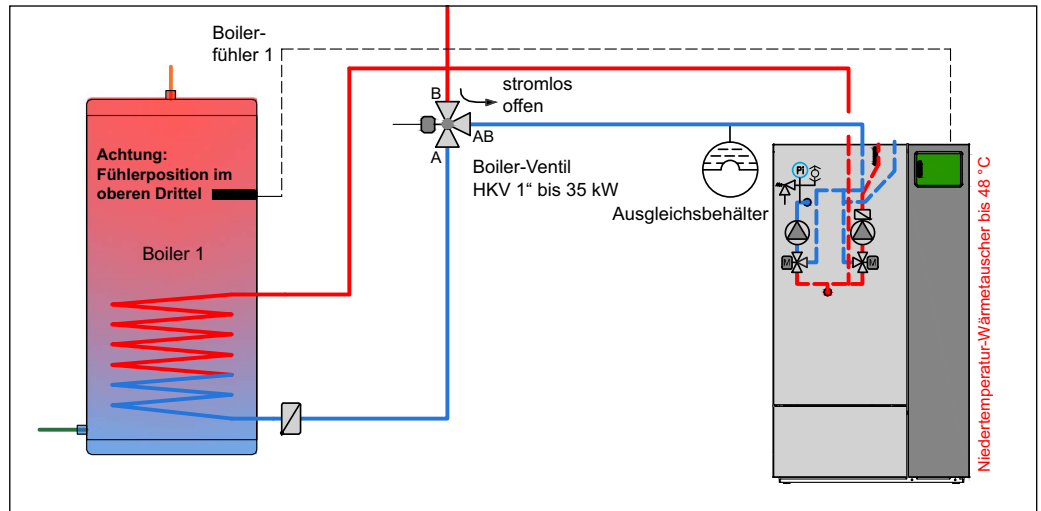 Boiler-
fühler 1
B
stromlos
offen
AB
A
Boiler-Ventil
HKV 1“ bis 35 kW
Ausgleichsbehälter
Achtung:
Fühlerposition im
oberen Drittel
Boiler 1
PI
M
M
Niedertemperatur-Wärmetauscher bis 48 °C